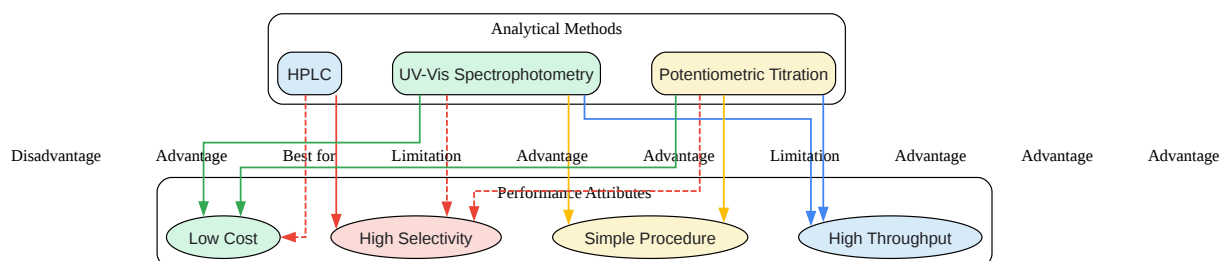 Analytical Methods
HPLC
UV-Vis Spectrophotometry
Potentiometric Titration
Disadvantage
Advantage
Best for
Limitation
Advantage
Advantage
Limitation
Advantage
Advantage
Advantage
Performance Attributes
Low Cost
High Selectivity
Simple Procedure
High Throughput